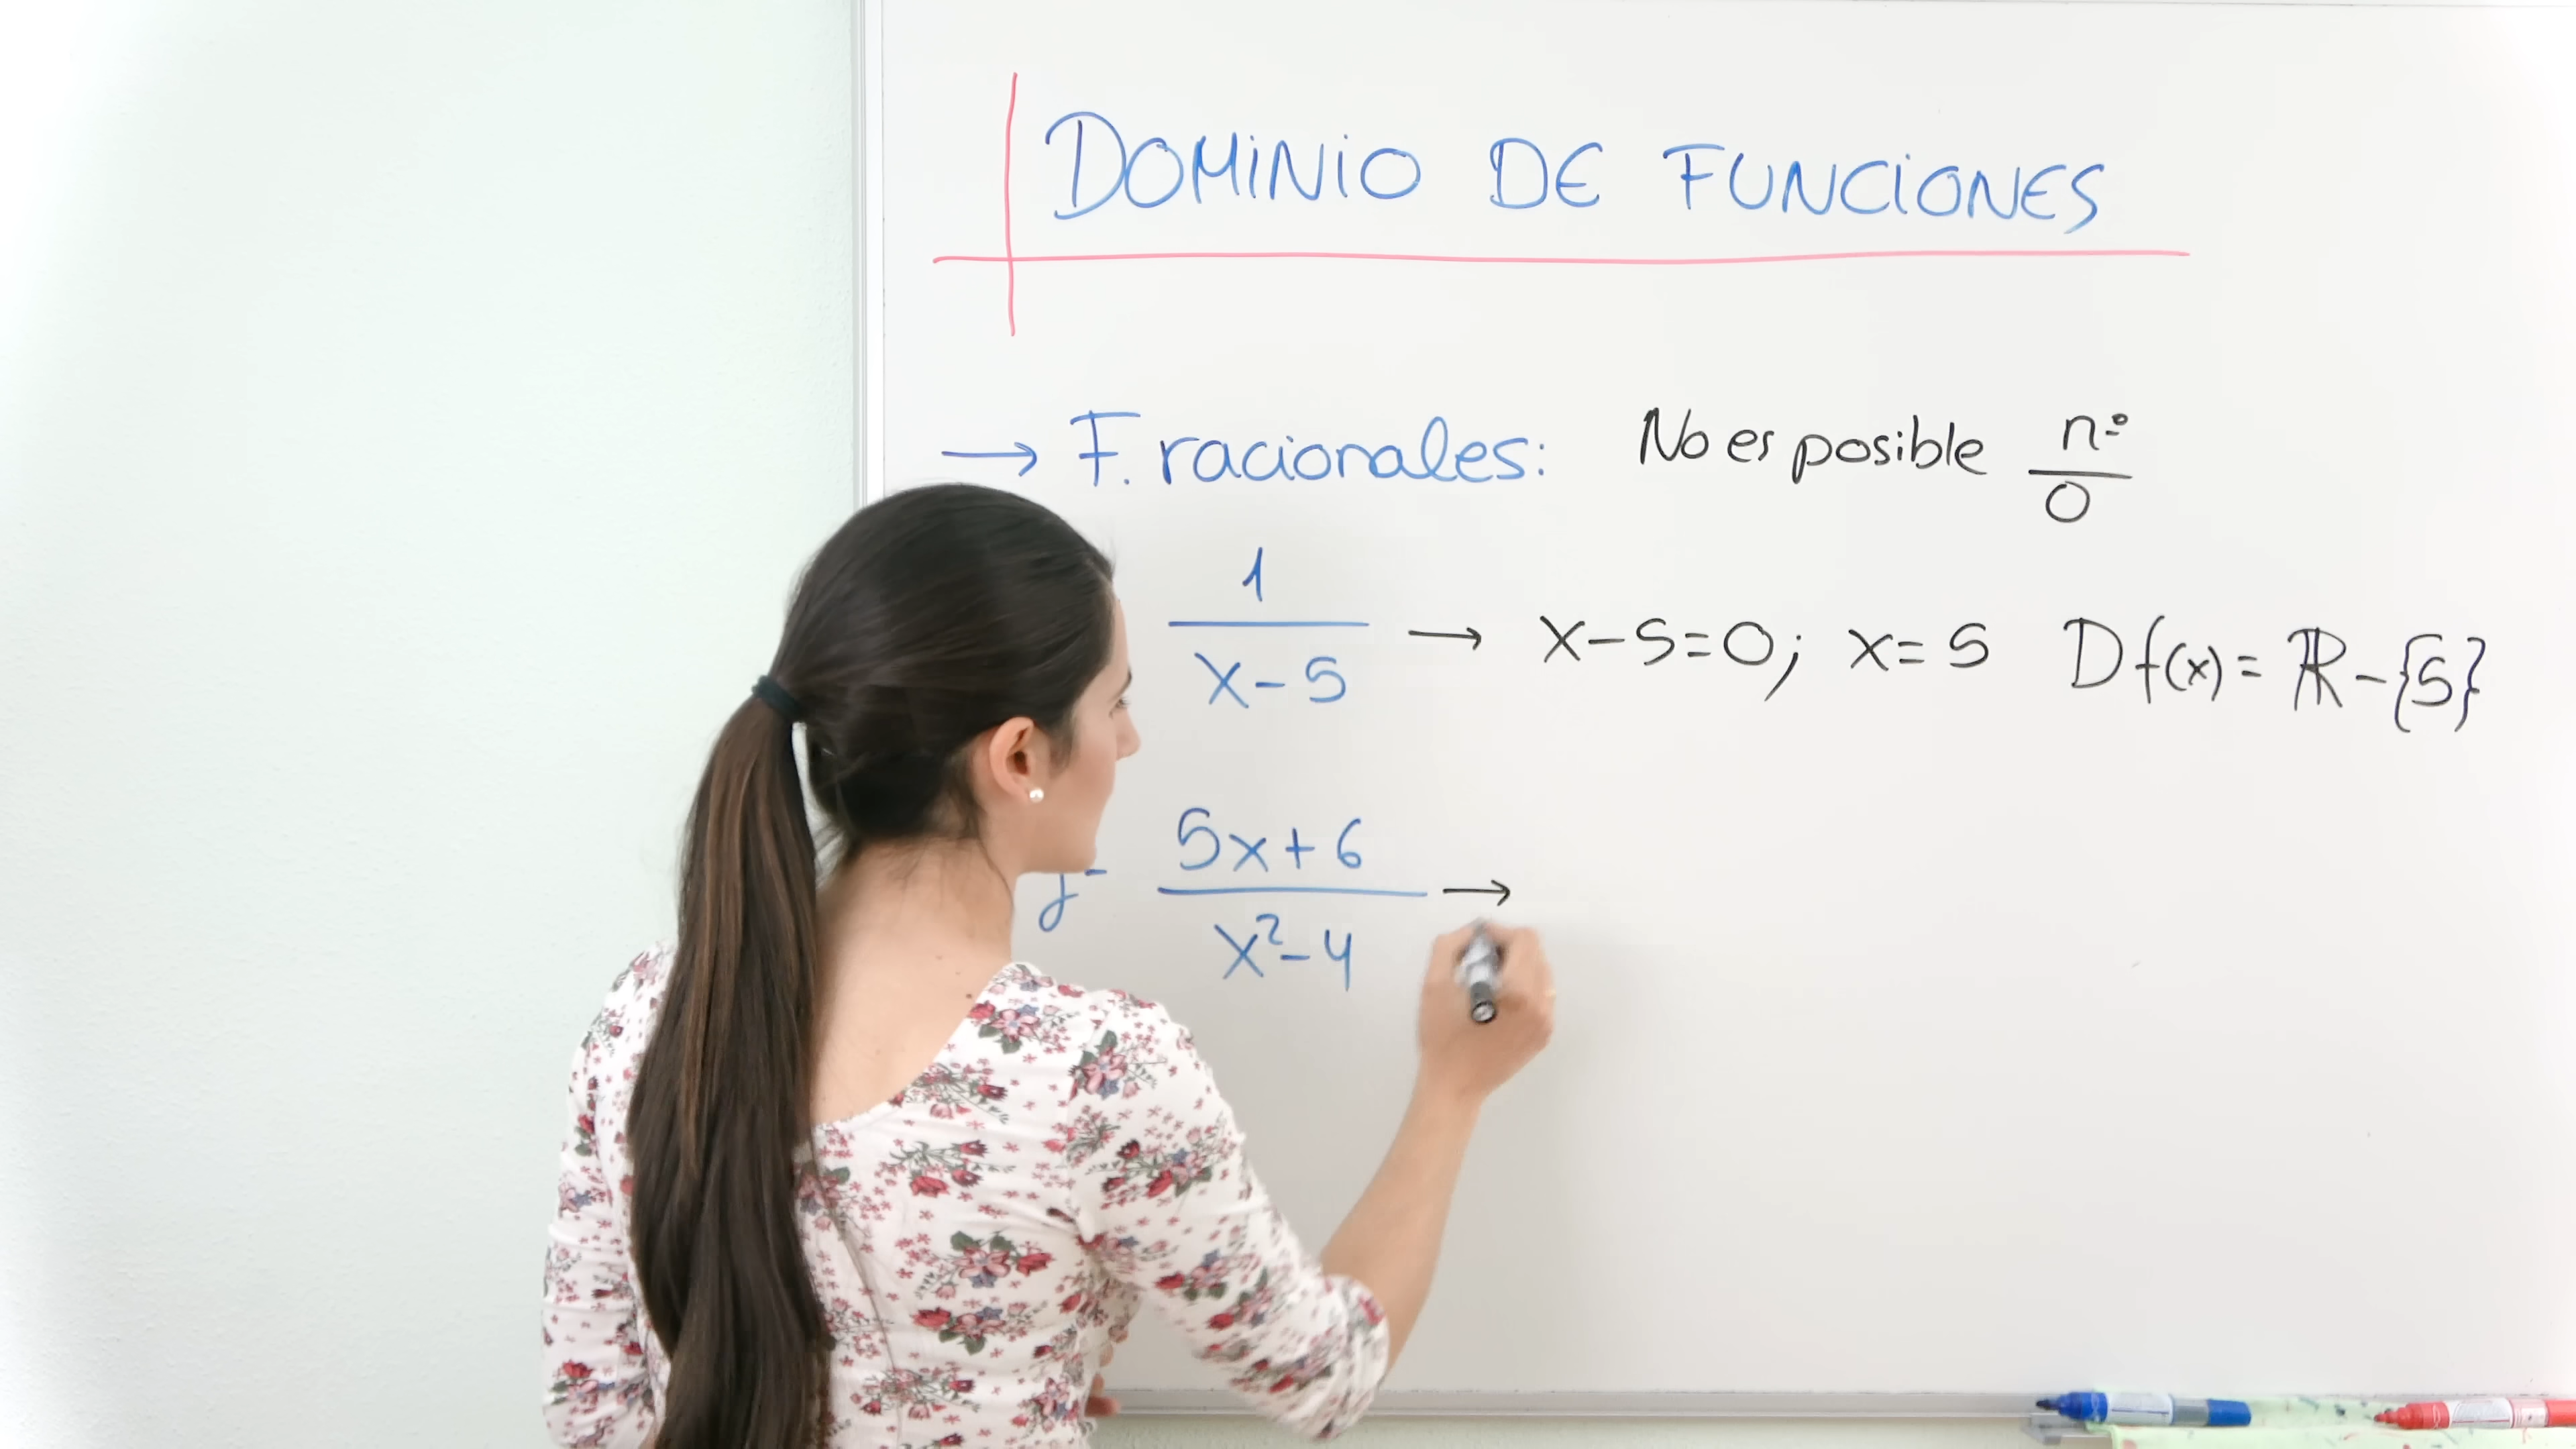 DOMINIO DE FUNCIONES
→ F. racionales: No es posible nº/0
1/(x-5) → x-5=0; x=5 Df(x)= ℝ-{5}
y= (5x+6)/(x²-4) →